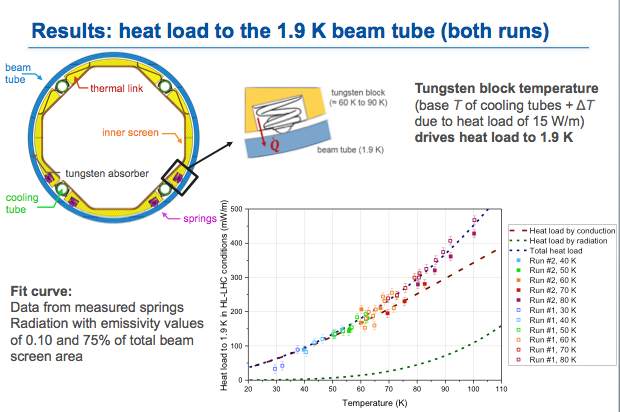 Results: heat load to the 1.9 K beam tube (both runs)
beam
tube
thermal link
inner screen
tungsten absorber
cooling
tube
springs
tungsten block
(≈ 60 K to 90 K)
Q̇
beam tube (1.9 K)
Tungsten block temperature
(base T of cooling tubes + ΔT
due to heat load of 15 W/m)
drives heat load to 1.9 K
Fit curve:
Data from measured springs
Radiation with emissivity values
of 0.10 and 75% of total beam
screen area
Heat load to 1.9 K in HL-LHC conditions (mW/m)
500
400
300
200
100
0
20 30 40 50 60 70 80 90 100 110
Temperature (K)
Heat load by conduction
Heat load by radiation
Total heat load
Run #2, 40 K
Run #2, 50 K
Run #2, 60 K
Run #2, 70 K
Run #2, 80 K
Run #1, 30 K
Run #1, 40 K
Run #1, 50 K
Run #1, 60 K
Run #1, 70 K
Run #1, 80 K